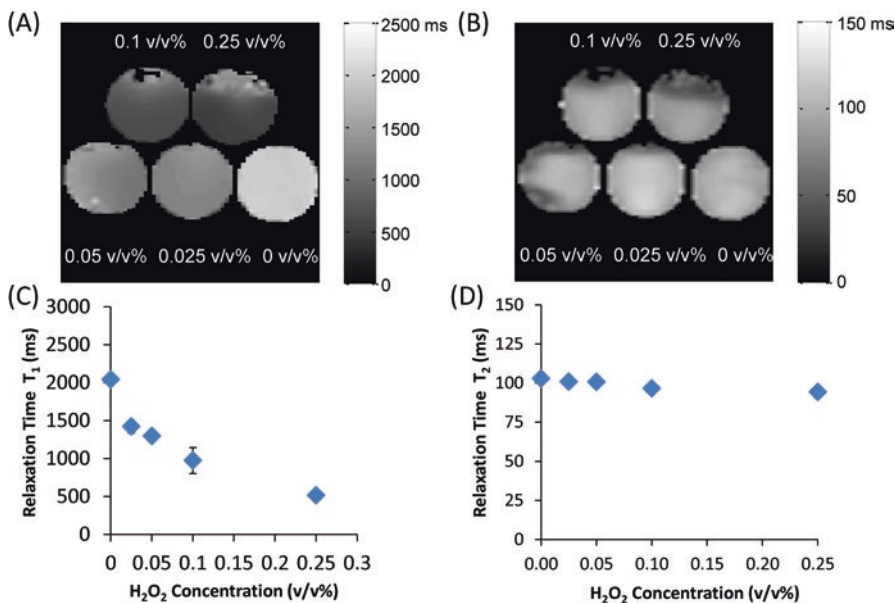 (A)
0.1 v/v% 0.25 v/v%
0.05 v/v% 0.025 v/v% 0 v/v%
2500 ms
2000
1500
1000
500
0
(B)
0.1 v/v% 0.25 v/v%
0.05 v/v% 0.025 v/v% 0 v/v%
150 ms
100
50
0
(C)
Relaxation Time T₁ (ms)
3000
2500
2000
1500
1000
500
0
0 0.05 0.1 0.15 0.2 0.25 0.3
H₂O₂ Concentration (v/v%)
(D)
Relaxation Time T₂ (ms)
150
125
100
75
50
25
0
0.00 0.05 0.10 0.15 0.20 0.25
H₂O₂ Concentration (v/v%)